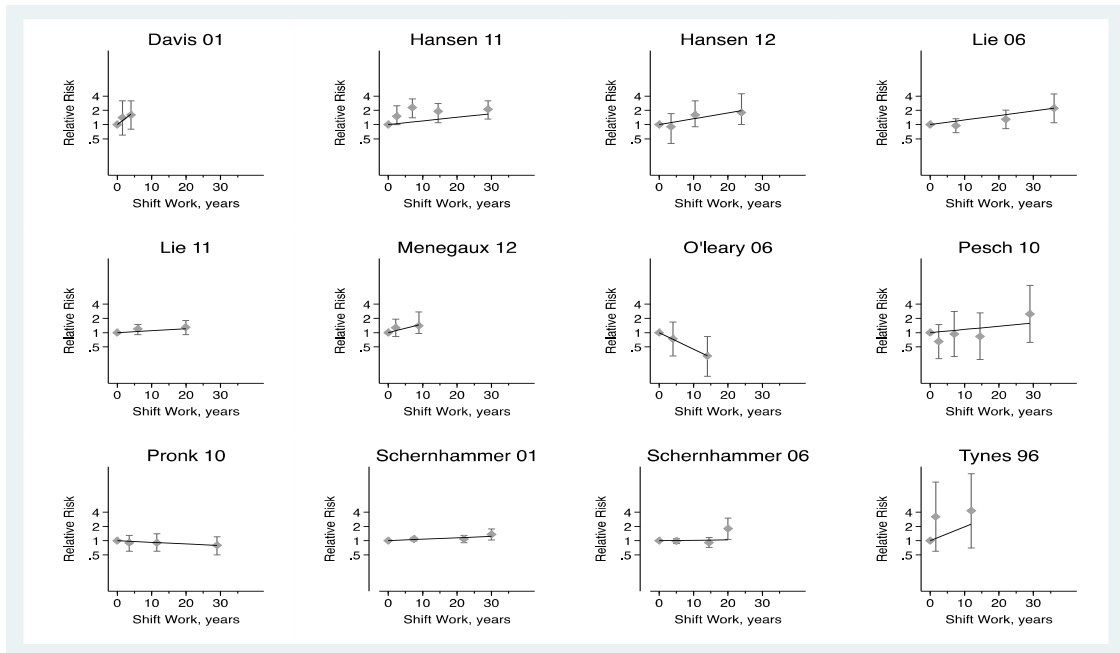 Davis 01
Relative Risk
4
2
1
.5
0 10 20 30
Shift Work, years
Hansen 11
Relative Risk
4
2
1
.5
0 10 20 30
Shift Work, years
Hansen 12
Relative Risk
4
2
1
.5
0 10 20 30
Shift Work, years
Lie 06
Relative Risk
4
2
1
.5
0 10 20 30
Shift Work, years
Lie 11
Relative Risk
4
2
1
.5
0 10 20 30
Shift Work, years
Menegaux 12
Relative Risk
4
2
1
.5
0 10 20 30
Shift Work, years
O'leary 06
Relative Risk
4
2
1
.5
0 10 20 30
Shift Work, years
Pesch 10
Relative Risk
4
2
1
.5
0 10 20 30
Shift Work, years
Pronk 10
Relative Risk
4
2
1
.5
0 10 20 30
Shift Work, years
Schernhammer 01
Relative Risk
4
2
1
.5
0 10 20 30
Shift Work, years
Schernhammer 06
Relative Risk
4
2
1
.5
0 10 20 30
Shift Work, years
Tynes 96
Relative Risk
4
2
1
.5
0 10 20 30
Shift Work, years